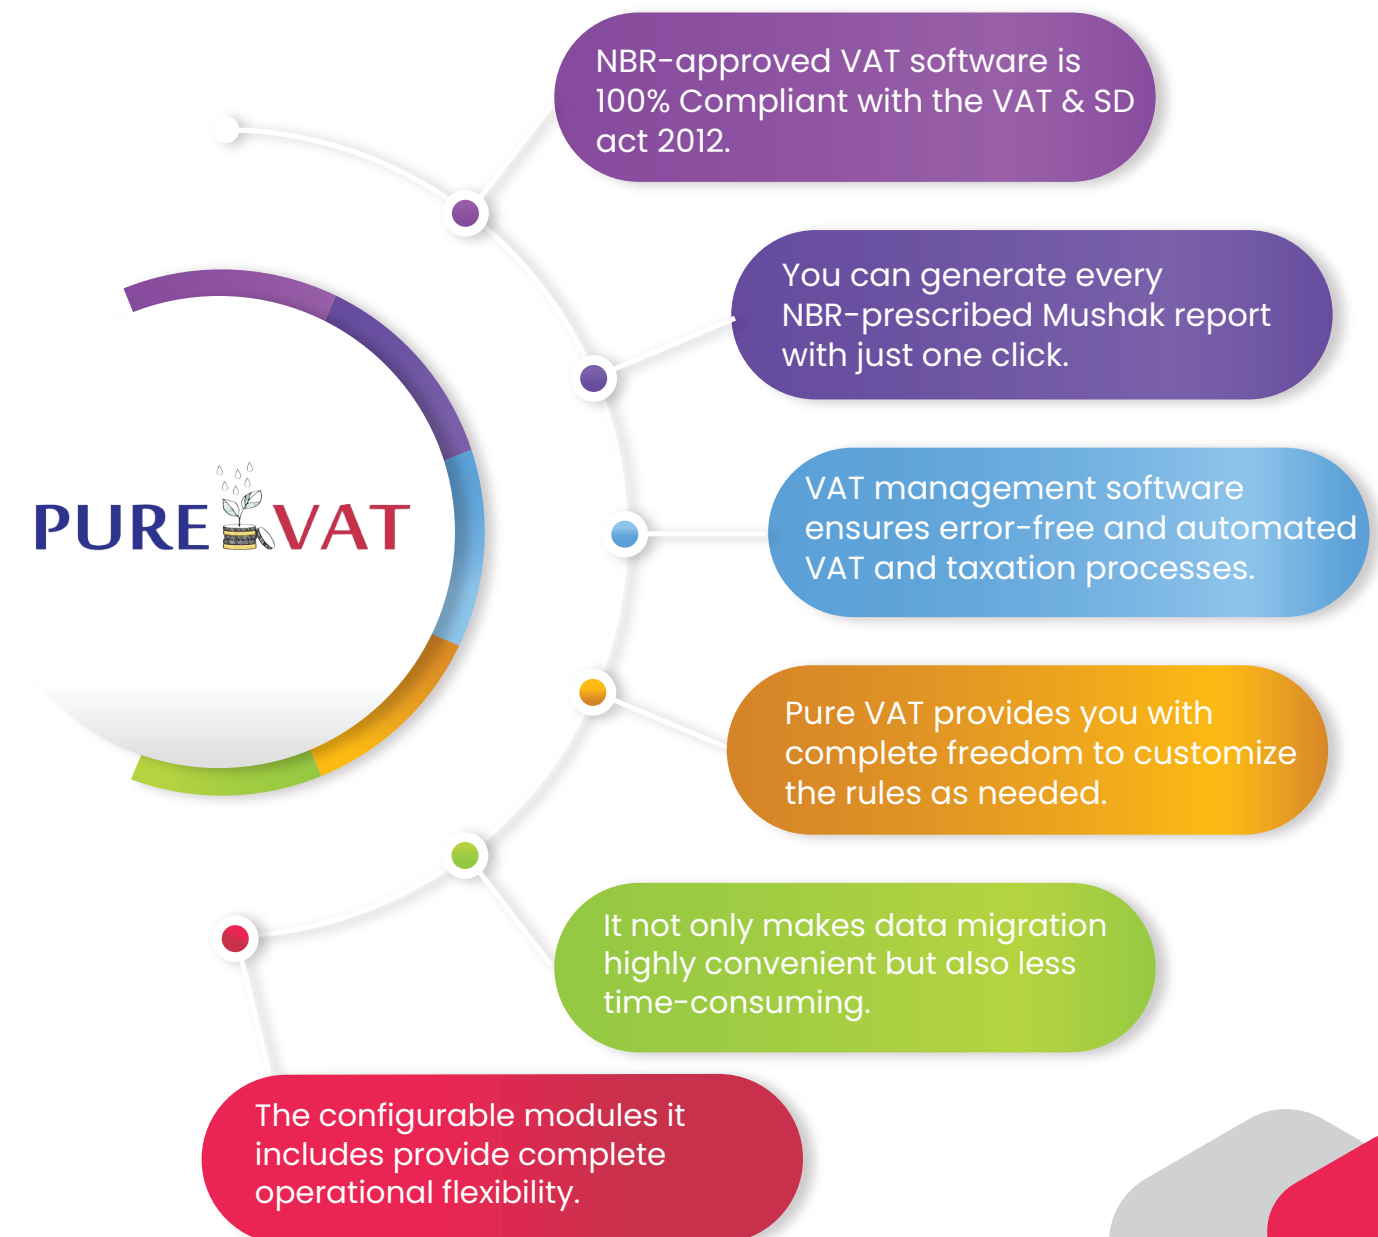 NBR-approved VAT software is
100% Compliant with the VAT & SD
act 2012.
You can generate every
NBR-prescribed Mushak report
with just one click.
PURE VAT
VAT management software
ensures error-free and automated
VAT and taxation processes.
Pure VAT provides you with
complete freedom to customize
the rules as needed.
It not only makes data migration
highly convenient but also less
time-consuming.
The configurable modules it
includes provide complete
operational flexibility.